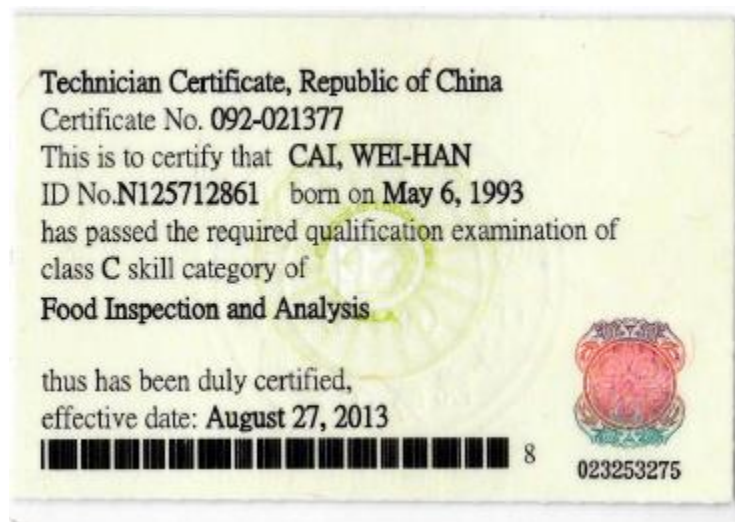 Technician Certificate, Republic of China
Certificate No. 092-021377
This is to certify that CAI, WEI-HAN
ID No.N125712861 born on May 6, 1993
has passed the required qualification examination of
class C skill category of
Food Inspection and Analysis
thus has been duly certified,
effective date: August 27, 2013
8
023253275